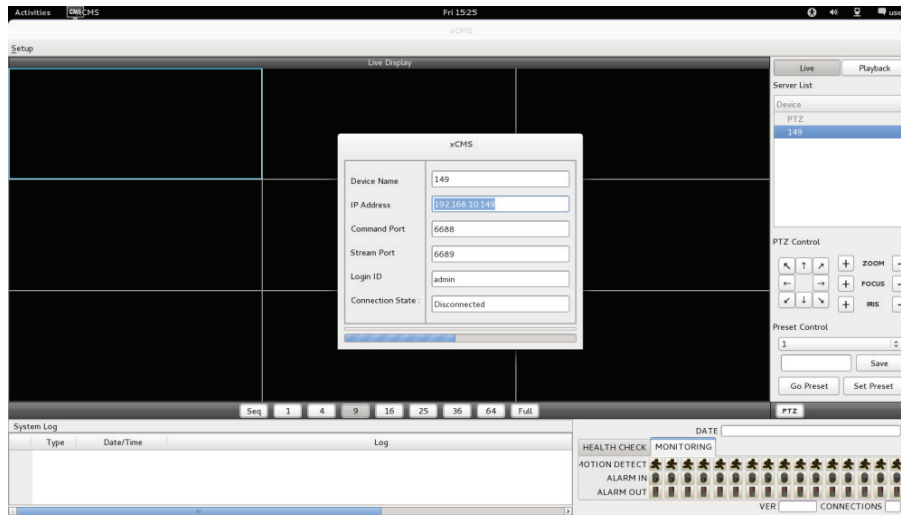 Activities CMS xCMS Fri 15:25 use
xCMS
Setup
Live Display
Live Playback
Server List
Device
PTZ
149
xCMS
Device Name 149
IP Address 192.168.10.149
Command Port 6688
Stream Port 6689
Login ID admin
Connection State : Disconnected
PTZ Control
+ ZOOM -
+ FOCUS -
+ IRIS -
Preset Control
1
Save
Go Preset Set Preset
Seq 1 4 9 16 25 36 64 Full PTZ
System Log
Type Date/Time Log
DATE
HEALTH CHECK MONITORING
MOTION DETECT
ALARM IN
ALARM OUT
VER CONNECTIONS